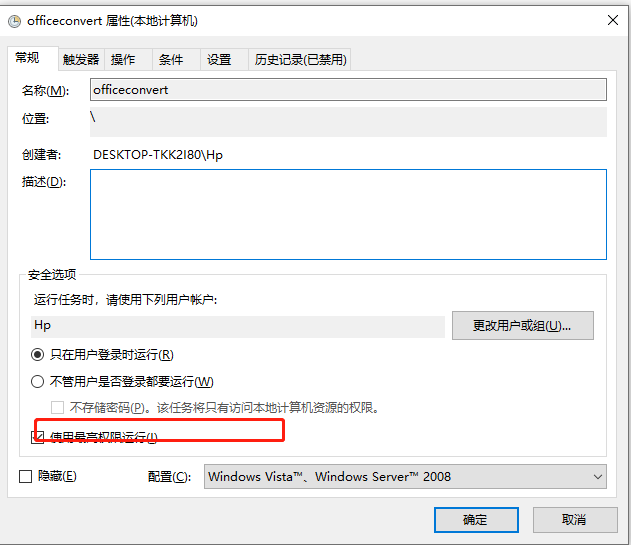 officeconvert 属性(本地计算机)
常规 触发器 操作 条件 设置 历史记录(已禁用)
名称(M): officeconvert
位置: \
创建者: DESKTOP-TKK2I80\Hp
描述(D):
安全选项
运行任务时，请使用下列用户帐户:
Hp 更改用户或组(U)...
只在用户登录时运行(R)
不管用户是否登录都要运行(W)
不存储密码(P)。该任务将只有访问本地计算机资源的权限。
使用最高权限运行(I)
隐藏(E) 配置(C): Windows Vista™、Windows Server™ 2008
确定 取消